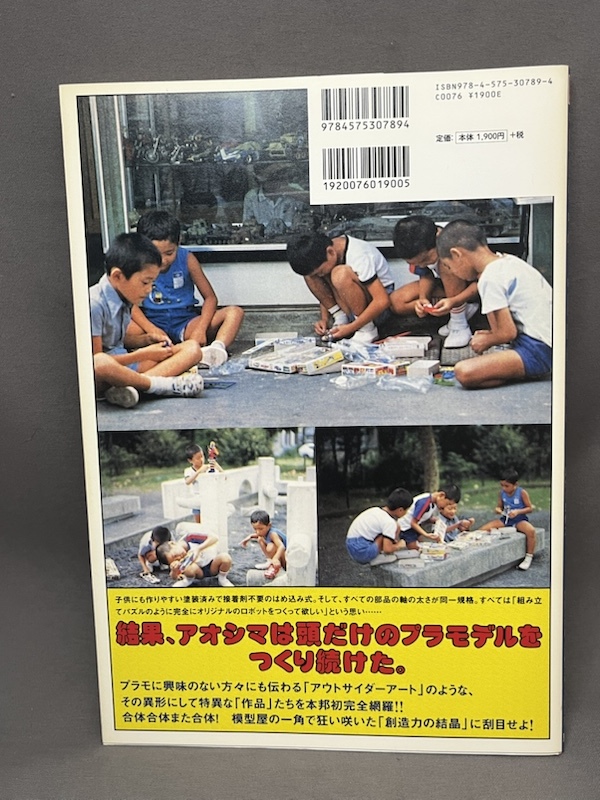 ISBN978-4-575-30789-4
C0076 ¥1900E
定価：本体 1,900円 +税
9784575307894
1920076019005
子供にも作りやすい塗装済みで接着剤不要のはめ込み式。そして、すべての部品の軸の太さが同一規格。すべては「組み立
てパズルのように完全にオリジナルのロボットをつくって欲しい」という思い……
結果、アオシマは頭だけのプラモデルを
つくり続けた。
プラモに興味のない方々にも伝わる「アウトサイダーアート」のような、
その異形にして特異な「作品」たちを本邦初完全網羅!!
合体合体また合体! 模型屋の一角で狂い咲いた「創造力の結晶」に刮目せよ!